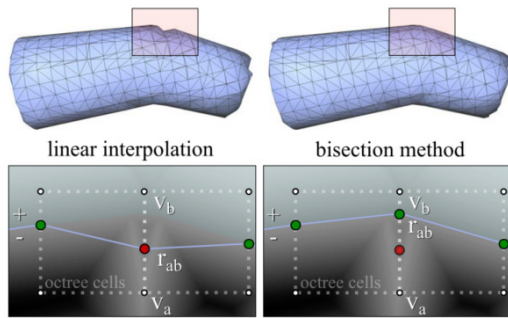 linear interpolation
bisection method
v_b
+
-
r_ab
octree cells
v_a
v_b
+
-
r_ab
octree cells
v_a